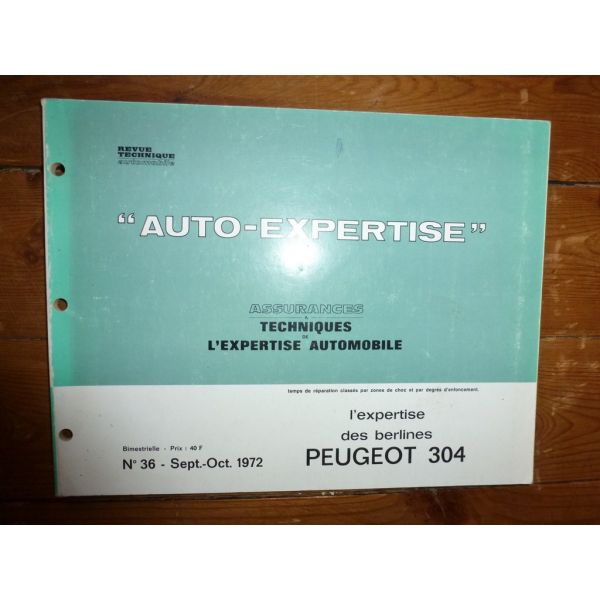 REVUE
TECHNIQUE
automobile
“AUTO-EXPERTISE”
ASSURANCES
&
TECHNIQUES
DE
L'EXPERTISE AUTOMOBILE
temps de réparation classés par zones de choc et par degrés d'enfoncement.
l'expertise
des berlines
Bimestrielle - Prix : 40 F
PEUGEOT 304
N° 36 - Sept.-Oct. 1972